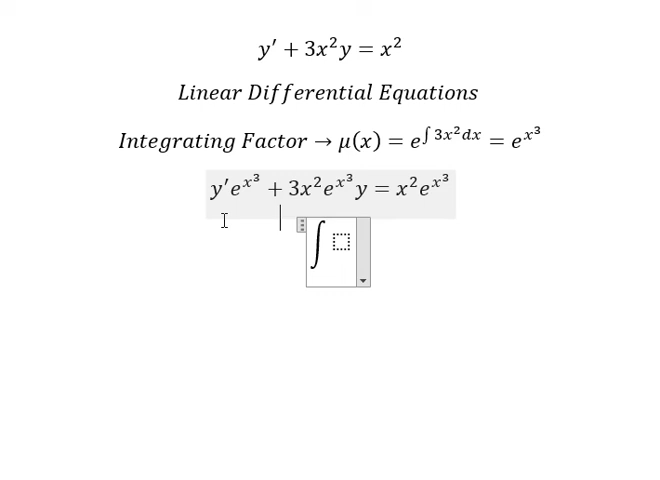 y′ + 3x²y = x²
Linear Differential Equations
Integrating Factor → μ(x) = e^∫ 3x²dx = e^x³
y′e^x³ + 3x²e^x³y = x²e^x³
∫